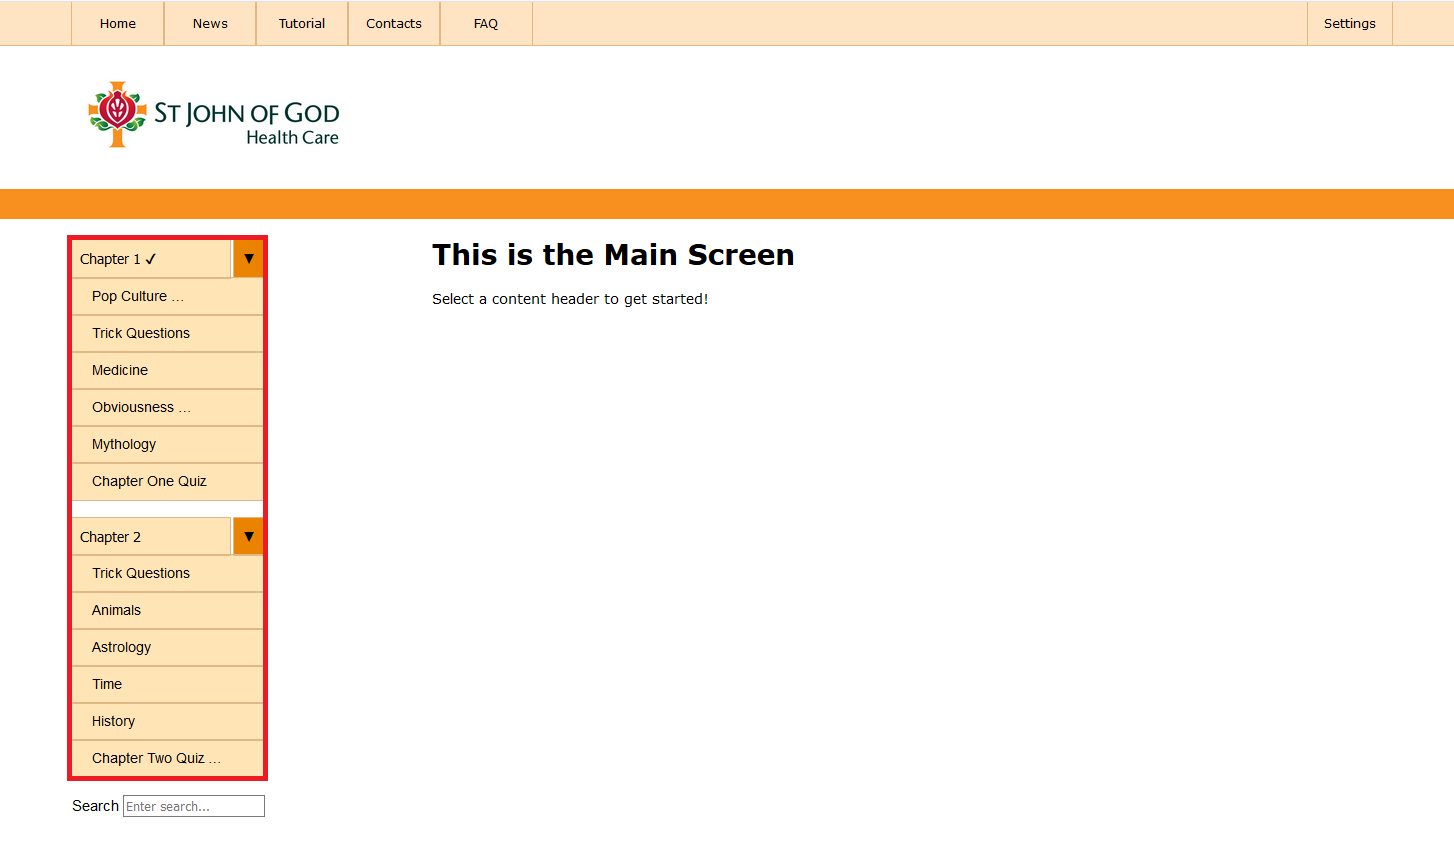 Home News Tutorial Contacts FAQ Settings
ST JOHN OF GOD
Health Care
This is the Main Screen
Select a content header to get started!
Chapter 1 ✓ ▼
Pop Culture ...
Trick Questions
Medicine
Obviousness ...
Mythology
Chapter One Quiz
Chapter 2 ▼
Trick Questions
Animals
Astrology
Time
History
Chapter Two Quiz ...
Search Enter search...